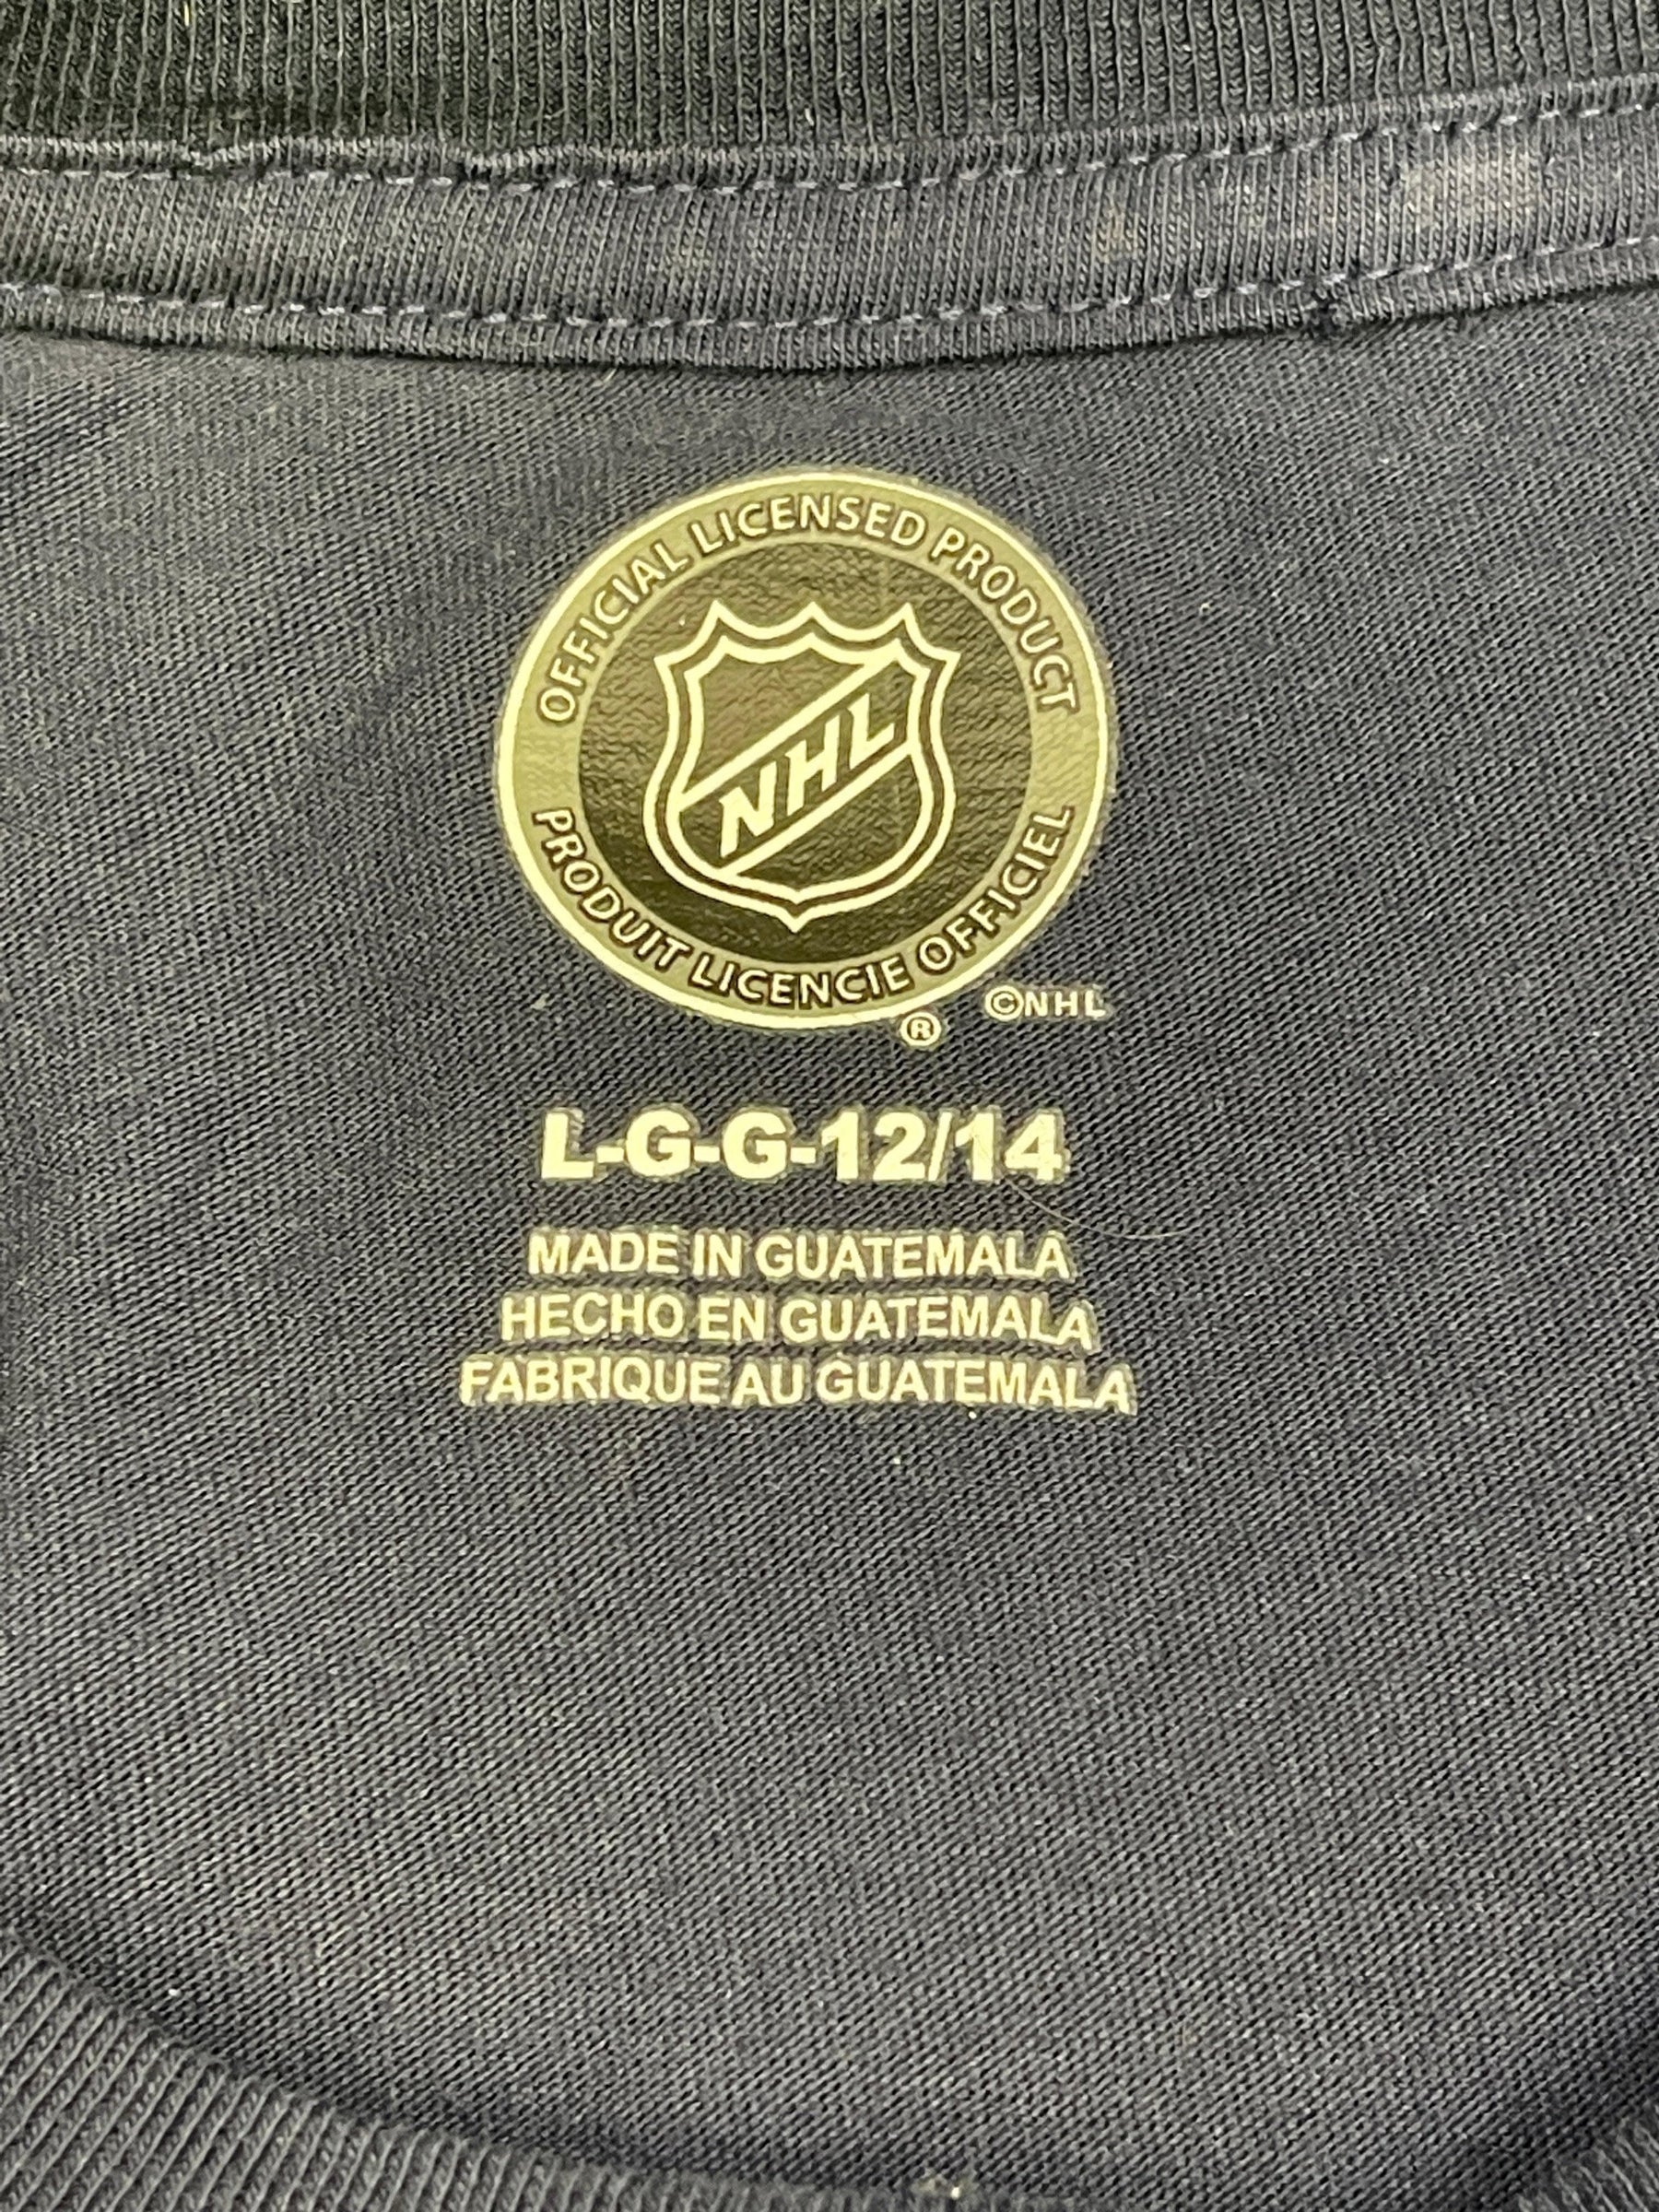 OFFICIAL LICENSED PRODUCT
NHL
PRODUIT LICENCIE OFFICIEL
®
©NHL
L-G-G-12/14
MADE IN GUATEMALA
HECHO EN GUATEMALA
FABRIQUE AU GUATEMALA